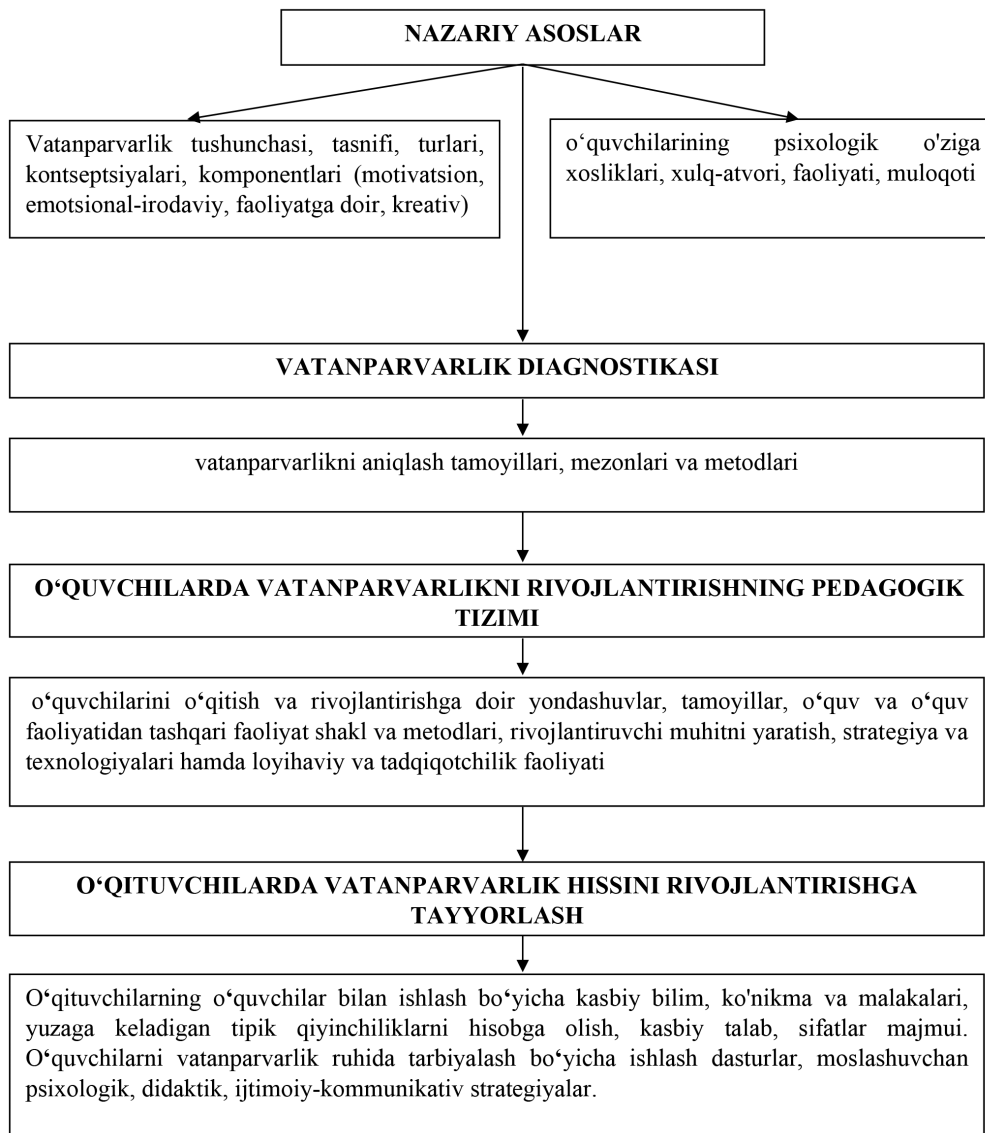 NAZARIY ASOSLAR
Vatanparvarlik tushunchasi, tasnifi, turlari,
kontseptsiyalari, komponentlari (motivatsion,
emotsional-irodaviy, faoliyatga doir, kreativ)
o‘quvchilarining psixologik o'ziga
xosliklari, xulq-atvori, faoliyati, muloqoti
VATANPARVARLIK DIAGNOSTIKASI
vatanparvarlikni aniqlash tamoyillari, mezonlari va metodlari
O‘QUVCHILARDA VATANPARVARLIKNI RIVOJLANTIRISHNING PEDAGOGIK
TIZIMI
o‘quvchilarini o‘qitish va rivojlantirishga doir yondashuvlar, tamoyillar, o‘quv va o‘quv
faoliyatidan tashqari faoliyat shakl va metodlari, rivojlantiruvchi muhitni yaratish, strategiya va
texnologiyalari hamda loyihaviy va tadqiqotchilik faoliyati
O‘QITUVCHILARDA VATANPARVARLIK HISSINI RIVOJLANTIRISHGA
TAYYORLASH
O‘qituvchilarning o‘quvchilar bilan ishlash bo‘yicha kasbiy bilim, ko'nikma va malakalari,
yuzaga keladigan tipik qiyinchiliklarni hisobga olish, kasbiy talab, sifatlar majmui.
O‘quvchilarni vatanparvarlik ruhida tarbiyalash bo‘yicha ishlash dasturlar, moslashuvchan
psixologik, didaktik, ijtimoiy-kommunikativ strategiyalar.